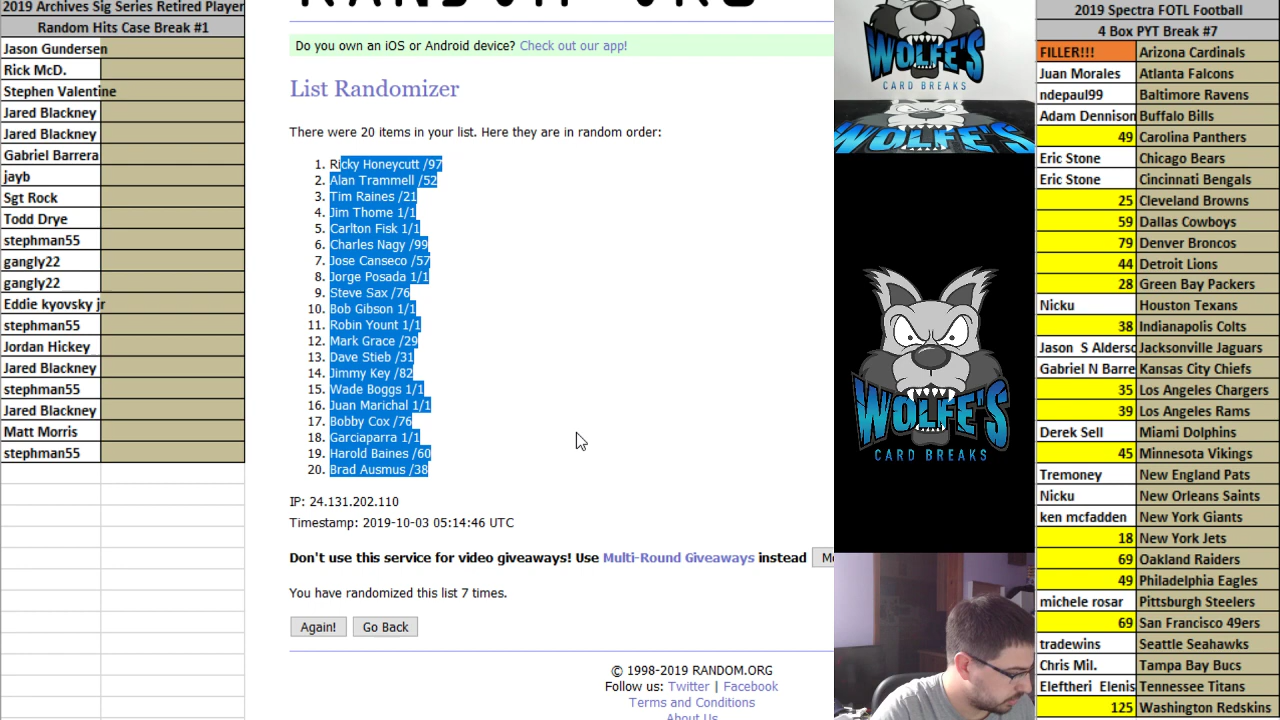 2019 Archives Sig Series Retired Player
Random Hits Case Break #1
Jason Gundersen
Rick McD.
Stephen Valentine
Jared Blackney
Jared Blackney
Gabriel Barrera
jayb
Sgt Rock
Todd Drye
stephman55
gangly22
gangly22
Eddie kyovsky jr
stephman55
Jordan Hickey
Jared Blackney
stephman55
Jared Blackney
Matt Morris
stephman55
RANDOM.ORG
Do you own an iOS or Android device? Check out our app!
List Randomizer
There were 20 items in your list. Here they are in random order:
1. Ricky Honeycutt /97
2. Alan Trammell /52
3. Tim Raines /21
4. Jim Thome 1/1
5. Carlton Fisk 1/1
6. Charles Nagy /99
7. Jose Canseco /57
8. Jorge Posada 1/1
9. Steve Sax /76
10. Bob Gibson 1/1
11. Robin Yount 1/1
12. Mark Grace /29
13. Dave Stieb /31
14. Jimmy Key /82
15. Wade Boggs 1/1
16. Juan Marichal 1/1
17. Bobby Cox /76
18. Garciaparra 1/1
19. Harold Baines /60
20. Brad Ausmus /38
IP: 24.131.202.110
Timestamp: 2019-10-03 05:14:46 UTC
Don't use this service for video giveaways! Use Multi-Round Giveaways instead
You have randomized this list 7 times.
Again! Go Back
© 1998-2019 RANDOM.ORG
Follow us: Twitter | Facebook
Terms and Conditions
About Us
WOLFE'S
CARD BREAKS
WOLFE'S
WOLFE'S
CARD BREAKS
2019 Spectra FOTL Football
4 Box PYT Break #7
FILLER!!! Arizona Cardinals
Juan Morales Atlanta Falcons
ndepaul99 Baltimore Ravens
Adam Dennison Buffalo Bills
49 Carolina Panthers
Eric Stone Chicago Bears
Eric Stone Cincinnati Bengals
25 Cleveland Browns
59 Dallas Cowboys
79 Denver Broncos
44 Detroit Lions
28 Green Bay Packers
Nicku Houston Texans
38 Indianapolis Colts
Jason S Alderso Jacksonville Jaguars
Gabriel N Barre Kansas City Chiefs
35 Los Angeles Chargers
39 Los Angeles Rams
Derek Sell Miami Dolphins
45 Minnesota Vikings
Tremoney New England Pats
Nicku New Orleans Saints
ken mcfadden New York Giants
18 New York Jets
69 Oakland Raiders
49 Philadelphia Eagles
michele rosar Pittsburgh Steelers
69 San Francisco 49ers
tradewins Seattle Seahawks
Chris Mil. Tampa Bay Bucs
Eleftheri Elenis Tennessee Titans
125 Washington Redskins